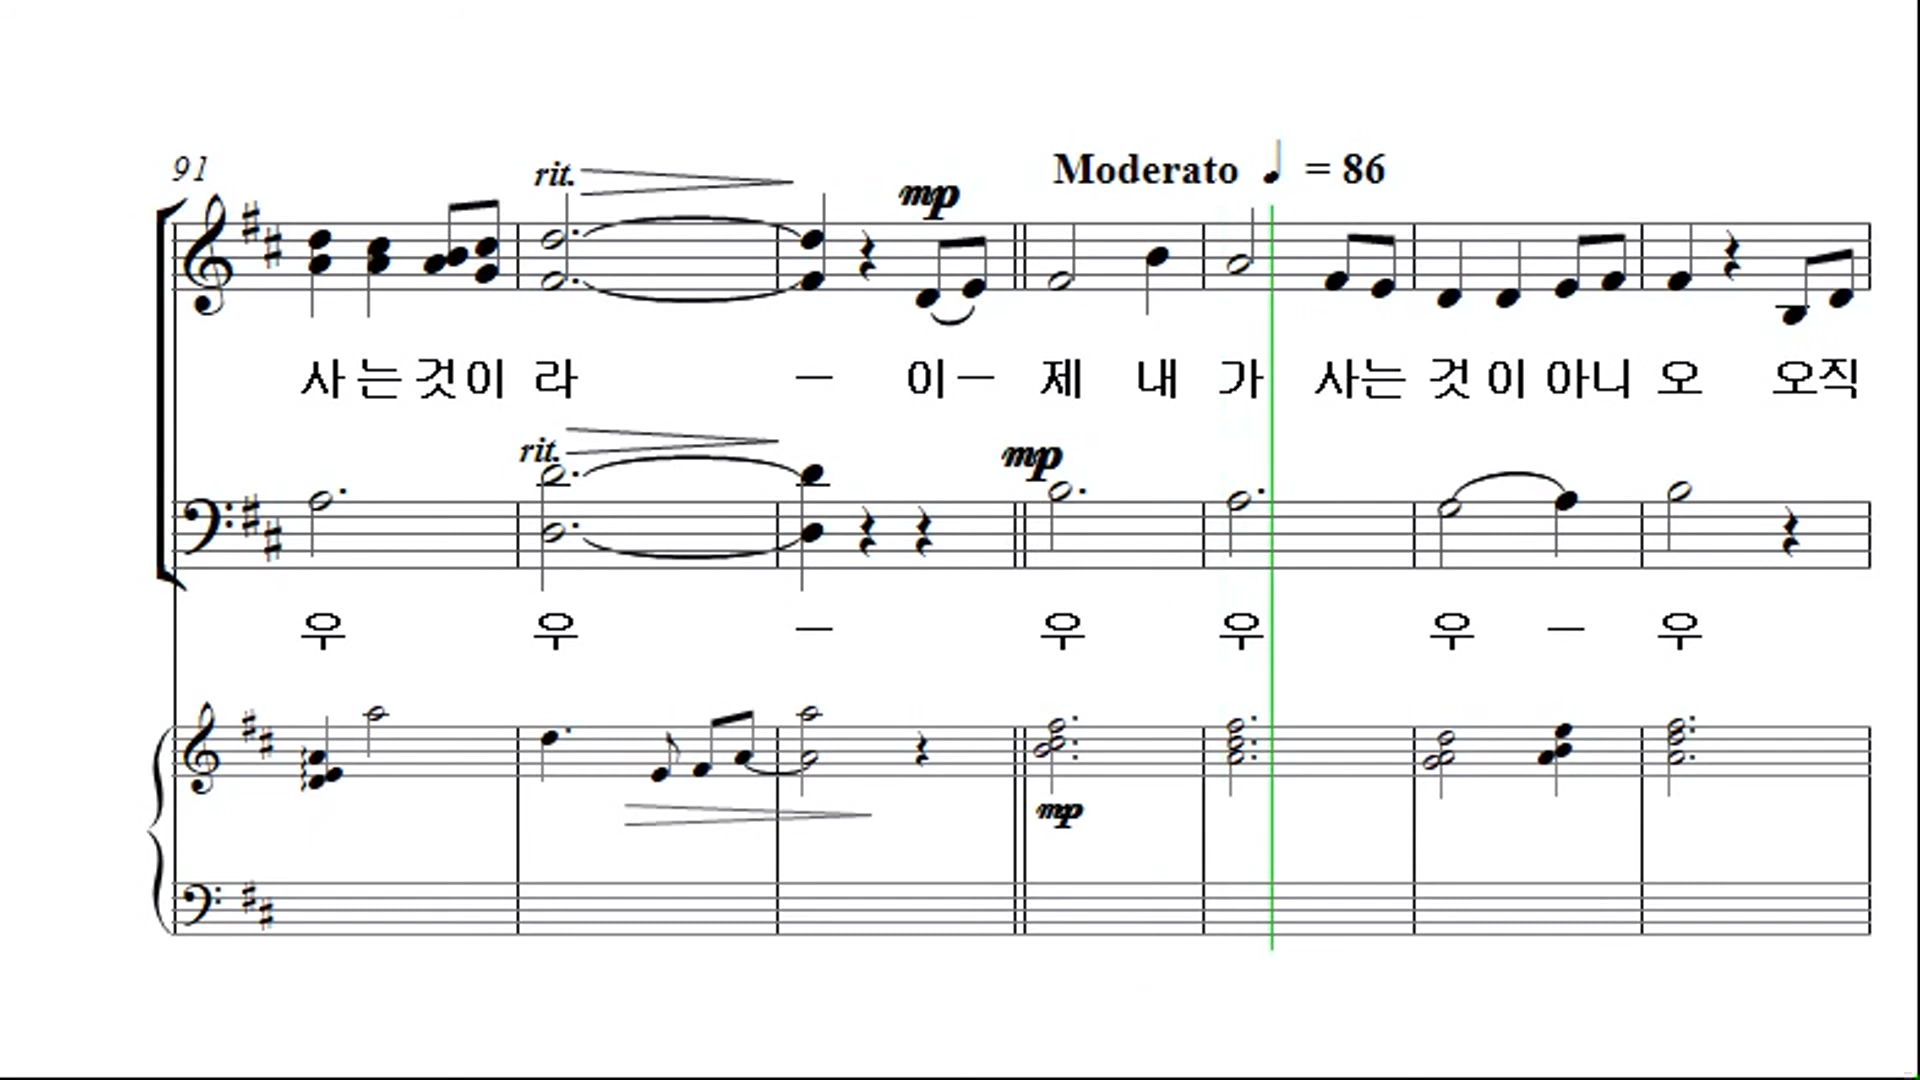 91
rit.
mp
Moderato ♩ = 86
사 는 것 이 라 – 이 – 제 내 가 사는 것 이 아니 오 오직
rit.
mp
우 우 – 우 우 우 – 우
mp